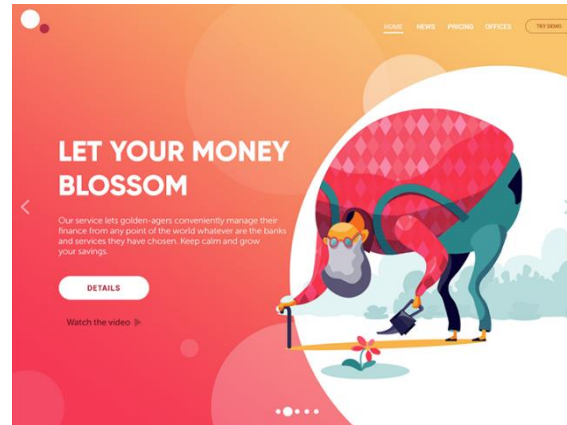 HOME NEWS PRICING OFFICES TRY DEMO
LET YOUR MONEY
BLOSSOM
Our service lets golden-agers conveniently manage their
finance from any point of the world whatever are the banks
and services they have chosen. Keep calm and grow
your savings.
DETAILS
Watch the video